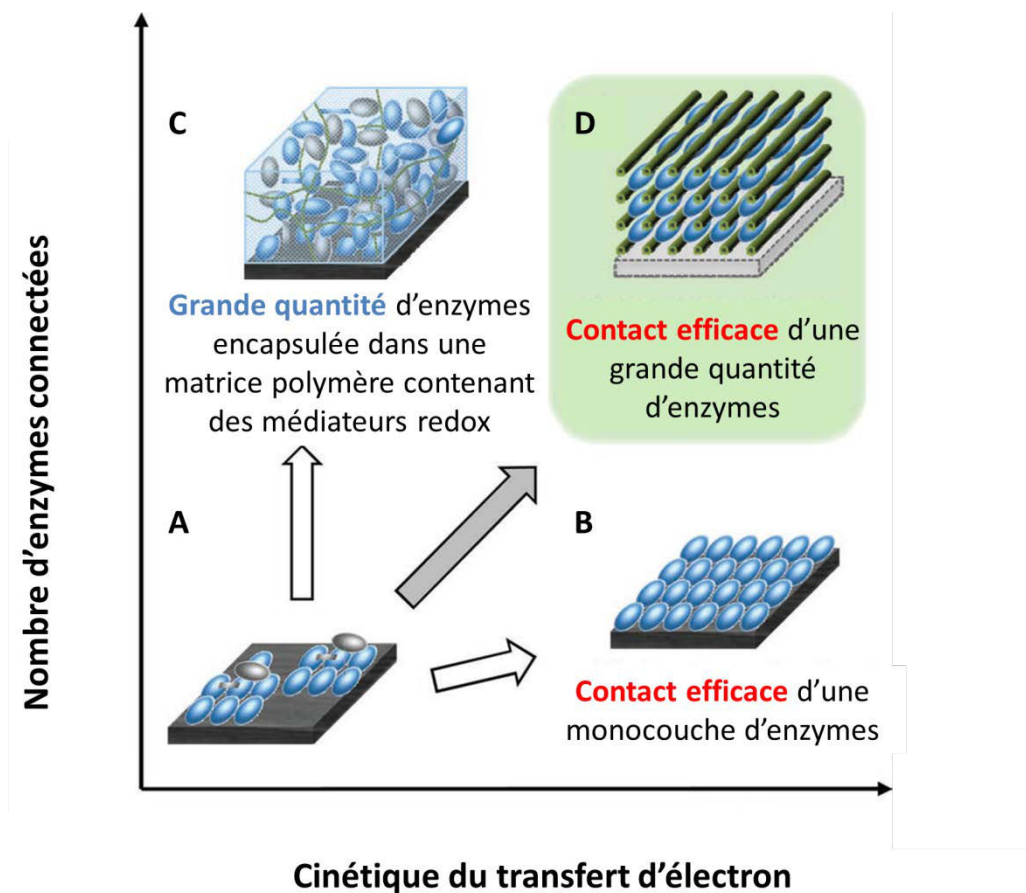 Nombre d'enzymes connectées
C
Grande quantité d'enzymes
encapsulée dans une
matrice polymère contenant
des médiateurs redox
D
Contact efficace d'une
grande quantité
d'enzymes
A
B
Contact efficace d'une
monocouche d'enzymes
Cinétique du transfert d'électron